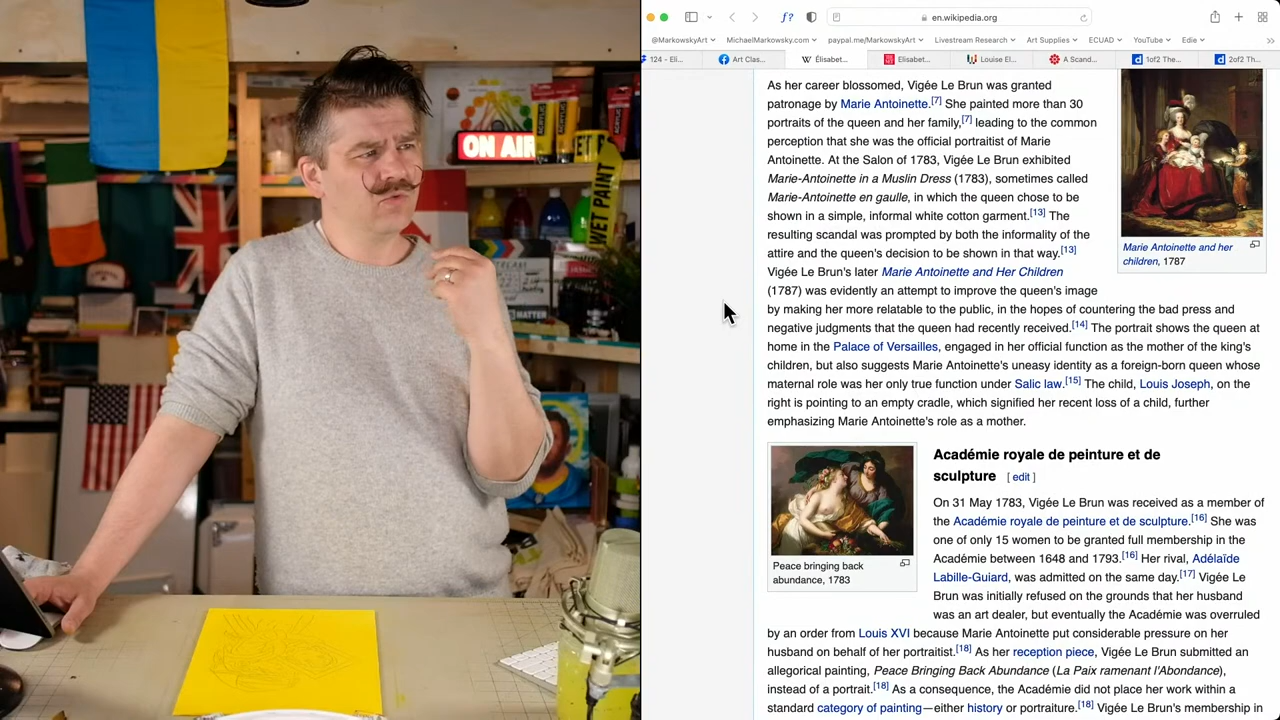 ON AIR
WET PAINT
MATTER
en.wikipedia.org
@MarkowskyArt MichaelMarkowsky.com paypal.me/MarkowskyArt Livestream Research Art Supplies ECUAD YouTube Edie
124 - Eli... Art Clas... Élisabet... Elisabet... Louise El... A Scand... 1of2 The... 2of2 Th...
As her career blossomed, Vigée Le Brun was granted
patronage by Marie Antoinette.[7] She painted more than 30
portraits of the queen and her family,[7] leading to the common
perception that she was the official portraitist of Marie
Antoinette. At the Salon of 1783, Vigée Le Brun exhibited
Marie-Antoinette in a Muslin Dress (1783), sometimes called
Marie-Antoinette en gaulle, in which the queen chose to be
shown in a simple, informal white cotton garment.[13] The
resulting scandal was prompted by both the informality of the
attire and the queen's decision to be shown in that way.[13]
Vigée Le Brun's later Marie Antoinette and Her Children
(1787) was evidently an attempt to improve the queen's image
by making her more relatable to the public, in the hopes of countering the bad press and
negative judgments that the queen had recently received.[14] The portrait shows the queen at
home in the Palace of Versailles, engaged in her official function as the mother of the king's
children, but also suggests Marie Antoinette's uneasy identity as a foreign-born queen whose
maternal role was her only true function under Salic law.[15] The child, Louis Joseph, on the
right is pointing to an empty cradle, which signified her recent loss of a child, further
emphasizing Marie Antoinette's role as a mother.
Marie Antoinette and her
children, 1787
Peace bringing back
abundance, 1783
Académie royale de peinture et de
sculpture [ edit ]
On 31 May 1783, Vigée Le Brun was received as a member of
the Académie royale de peinture et de sculpture.[16] She was
one of only 15 women to be granted full membership in the
Académie between 1648 and 1793.[16] Her rival, Adélaïde
Labille-Guiard, was admitted on the same day.[17] Vigée Le
Brun was initially refused on the grounds that her husband
was an art dealer, but eventually the Académie was overruled
by an order from Louis XVI because Marie Antoinette put considerable pressure on her
husband on behalf of her portraitist.[18] As her reception piece, Vigée Le Brun submitted an
allegorical painting, Peace Bringing Back Abundance (La Paix ramenant l'Abondance),
instead of a portrait.[18] As a consequence, the Académie did not place her work within a
standard category of painting—either history or portraiture.[18] Vigée Le Brun's membership in